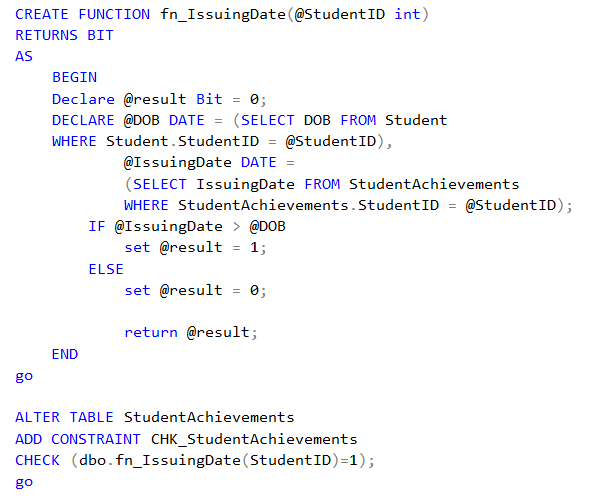 CREATE FUNCTION fn_IssuingDate(@StudentID int)
RETURNS BIT
AS
BEGIN
Declare @result Bit = 0;
DECLARE @DOB DATE = (SELECT DOB FROM Student
WHERE Student.StudentID = @StudentID),
@IssuingDate DATE =
(SELECT IssuingDate FROM StudentAchievements
WHERE StudentAchievements.StudentID = @StudentID);
IF @IssuingDate > @DOB
set @result = 1;
ELSE
set @result = 0;
return @result;
END
go
ALTER TABLE StudentAchievements
ADD CONSTRAINT CHK_StudentAchievements
CHECK (dbo.fn_IssuingDate(StudentID)=1);
go